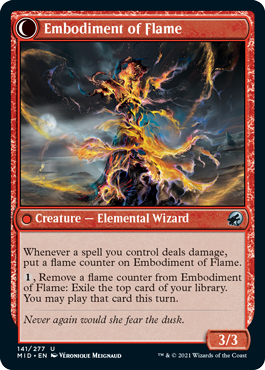 Embodiment of Flame
Creature — Elemental Wizard
Whenever a spell you control deals damage,
put a flame counter on Embodiment of Flame.
1, Remove a flame counter from Embodiment
of Flame: Exile the top card of your library.
You may play that card this turn.
Never again would she fear the dusk.
3/3
141/277 U
MID • EN Véronique Meignaud
™ & © 2021 Wizards of the Coast